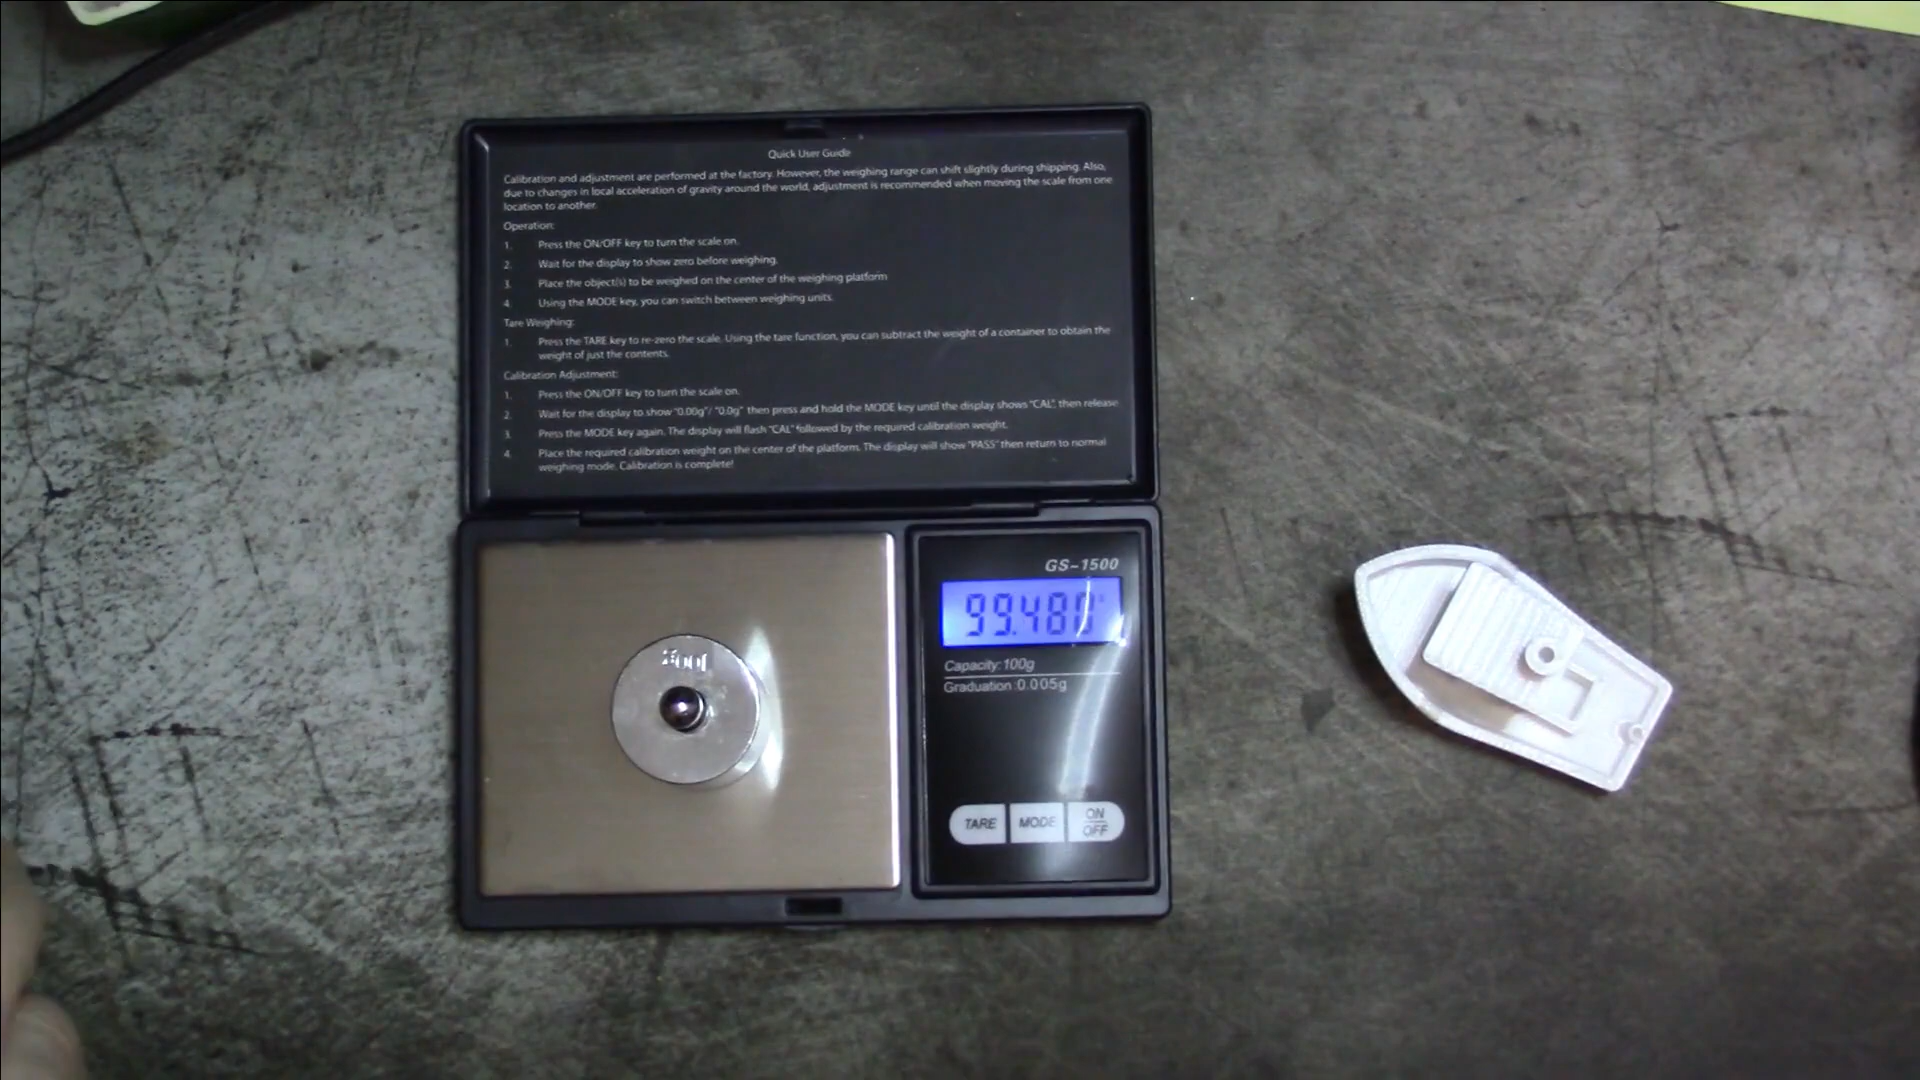 Quick User Guide
Calibration and adjustment are performed at the factory. However, the weighing range can shift slightly during shipping. Also,
due to changes in local acceleration of gravity around the world, adjustment is recommended when moving the scale from one
location to another.
Operation:
1. Press the ON/OFF key to turn the scale on.
2. Wait for the display to show zero before weighing.
3. Place the object(s) to be weighed on the center of the weighing platform
4. Using the MODE key, you can switch between weighing units.
Tare Weighing:
1. Press the TARE key to re-zero the scale. Using the tare function, you can subtract the weight of a container to obtain the
weight of just the contents.
Calibration Adjustment:
1. Press the ON/OFF key to turn the scale on.
2. Wait for the display to show "0.00g"/ "0.0g" then press and hold the MODE key until the display shows "CAL", then release
3. Press the MODE key again. The display will flash "CAL" followed by the required calibration weight.
4. Place the required calibration weight on the center of the platform. The display will show "PASS" then return to normal
weighing mode. Calibration is complete!
GS-1500
99.480
Capacity:100g
Graduation:0.005g
TARE MODE ON
OFF
100g